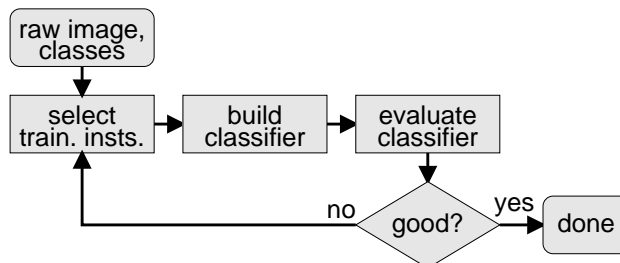 raw image,
classes
select
train. insts.
build
classifier
evaluate
classifier
good?
no
yes
done